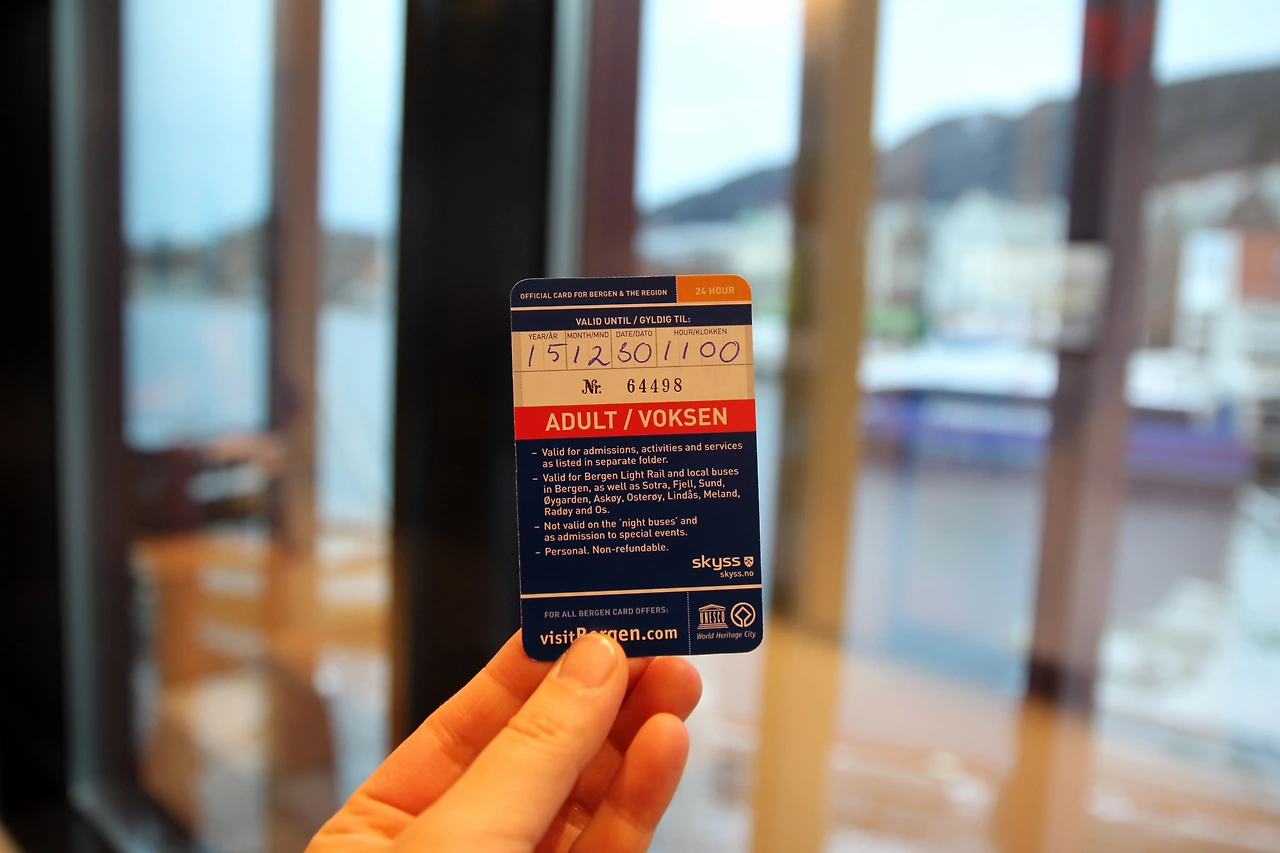 OFFICIAL CARD FOR BERGEN & THE REGION 24 HOUR
VALID UNTIL / GYLDIG TIL:
YEAR/ÅR MONTH/MND DATE/DATO HOUR/KLOKKEN
15 12 30 1100
Nr. 64498
ADULT / VOKSEN
– Valid for admissions, activities and services
as listed in separate folder.
– Valid for Bergen Light Rail and local buses
in Bergen, as well as Sotra, Fjell, Sund,
Øygarden, Askøy, Osterøy, Lindås, Meland,
Radøy and Os.
– Not valid on the 'night buses' and
as admission to special events.
– Personal. Non-refundable.
skyss
skyss.no
FOR ALL BERGEN CARD OFFERS:
visitBergen.com
UNESCO
World Heritage City